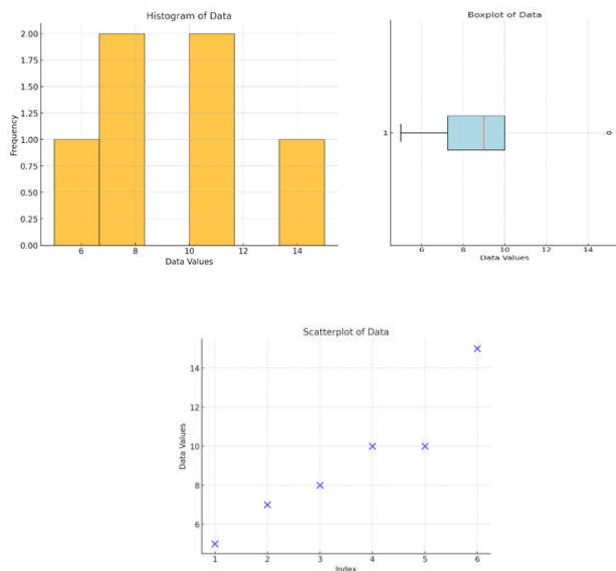 Histogram of Data
2.00
1.75
1.50
1.25
1.00
0.75
0.50
0.25
0.00
Frequency
6 8 10 12 14
Data Values
Boxplot of Data
1
6 8 10 12 14
Data Values
Scatterplot of Data
14
12
10
8
6
Data Values
1 2 3 4 5 6
Index